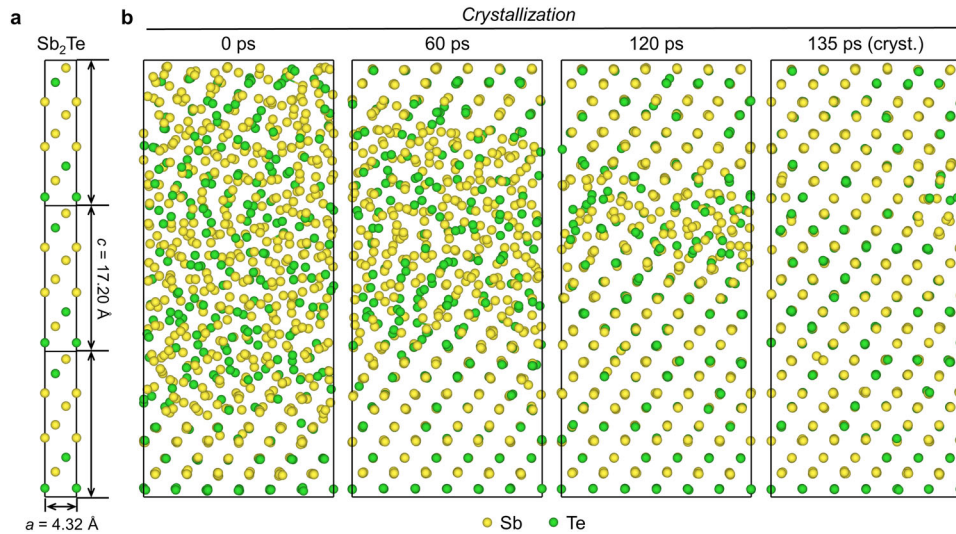 a
b
Crystallization
Sb₂Te
0 ps
60 ps
120 ps
135 ps (cryst.)
c = 17.20 Å
a = 4.32 Å
Sb
Te